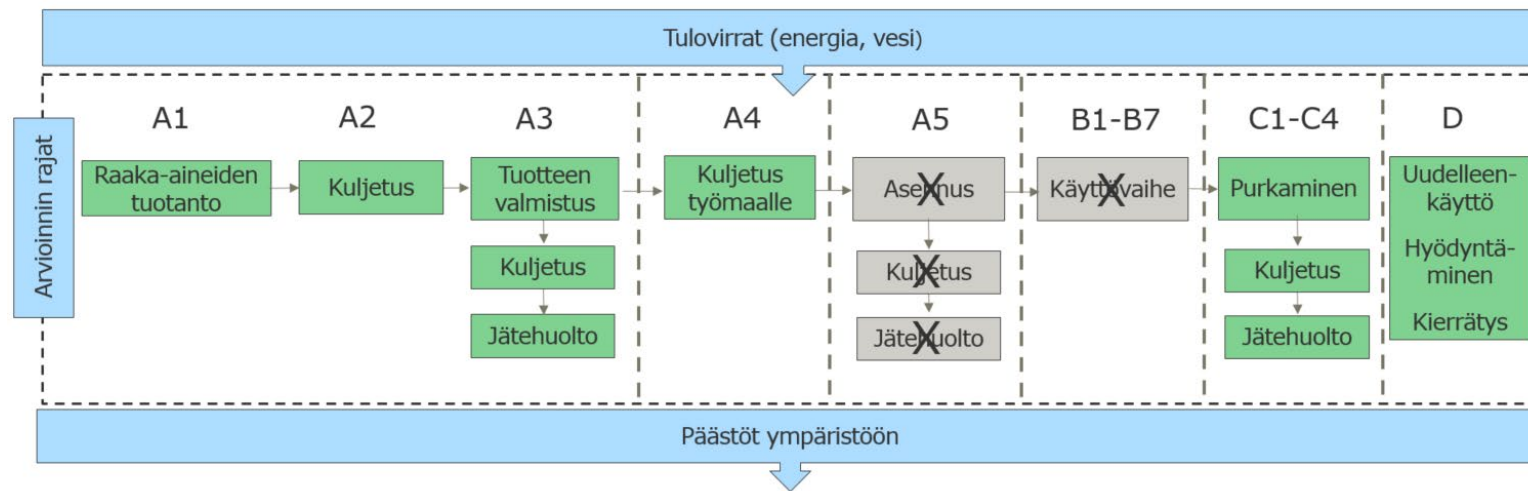 Tulovirrat (energia, vesi)
Arvioinnin rajat
A1
A2
A3
A4
A5
B1-B7
C1-C4
D
Raaka-aineiden
tuotanto
Kuljetus
Tuotteen
valmistus
Kuljetus
työmaalle
Asennus
Käyttövaihe
Purkaminen
Uudelleen-
käyttö
Hyödyntä-
minen
Kierrätys
Kuljetus
Kuljetus
Kuljetus
Jätehuolto
Jätehuolto
Jätehuolto
Päästöt ympäristöön